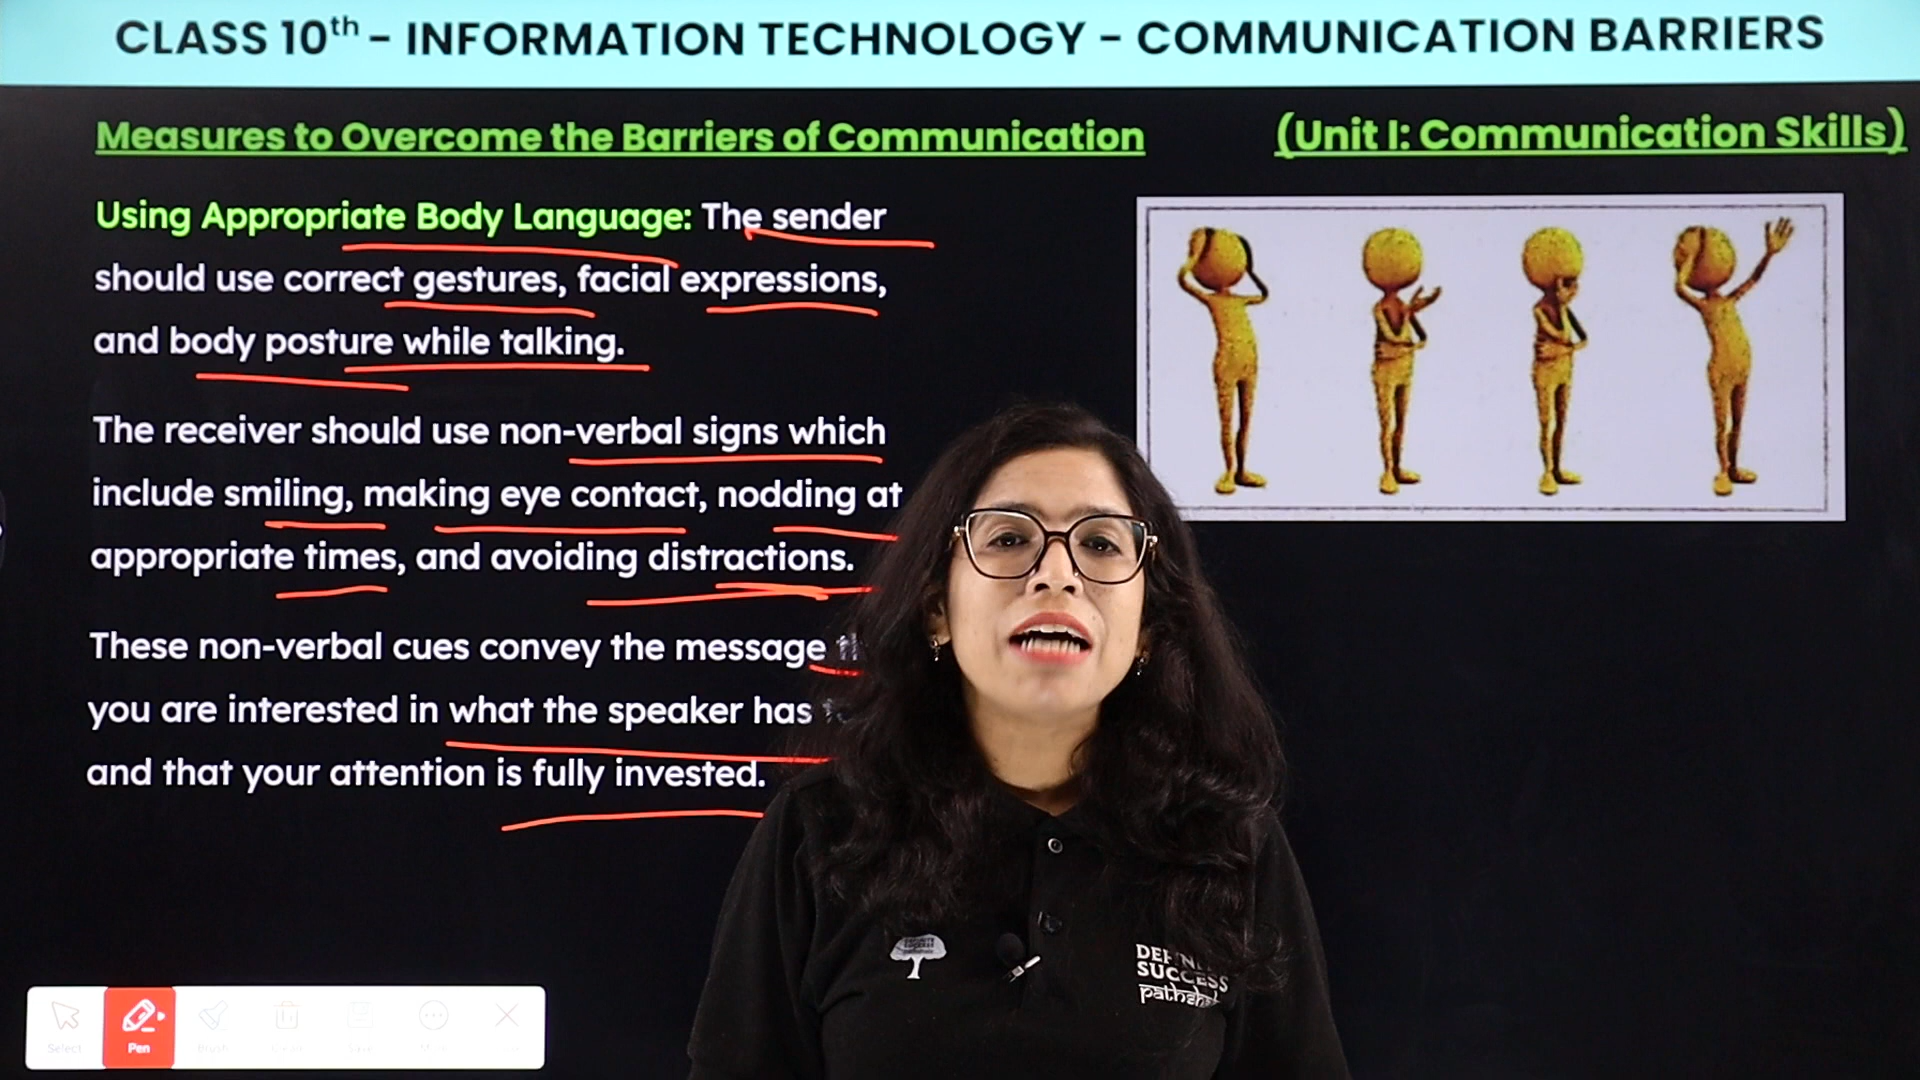 CLASS 10th - INFORMATION TECHNOLOGY - COMMUNICATION BARRIERS
Measures to Overcome the Barriers of Communication
(Unit I: Communication Skills)
Using Appropriate Body Language: The sender
should use correct gestures, facial expressions,
and body posture while talking.
The receiver should use non-verbal signs which
include smiling, making eye contact, nodding at
appropriate times, and avoiding distractions.
These non-verbal cues convey the message
you are interested in what the speaker has
and that your attention is fully invested.
SUCCESS
Select
Pen
Brush